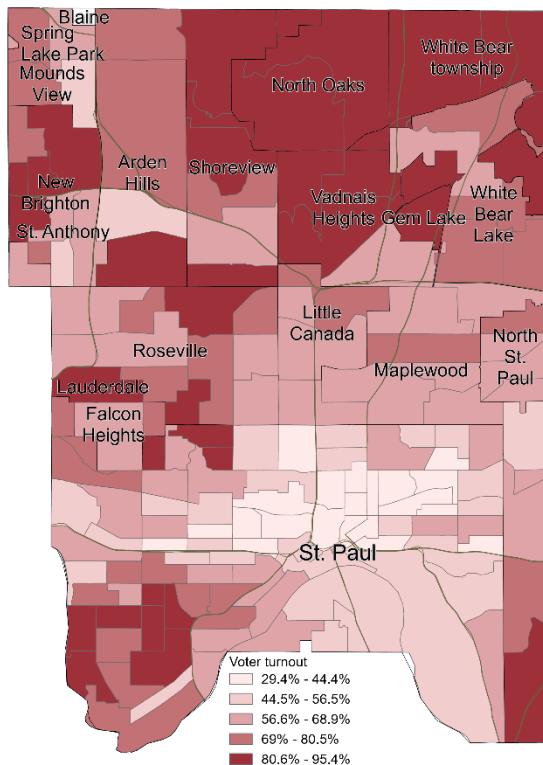 Blaine
Spring
Lake Park
Mounds
View
White Bear
township
North Oaks
Arden
Hills
Shoreview
New
Brighton
St. Anthony
Vadnais
Heights
Gem Lake
White
Bear
Lake
Little
Canada
Roseville
North
St.
Paul
Maplewood
Lauderdale
Falcon
Heights
St. Paul
Voter turnout
29.4% - 44.4%
44.5% - 56.5%
56.6% - 68.9%
69% - 80.5%
80.6% - 95.4%